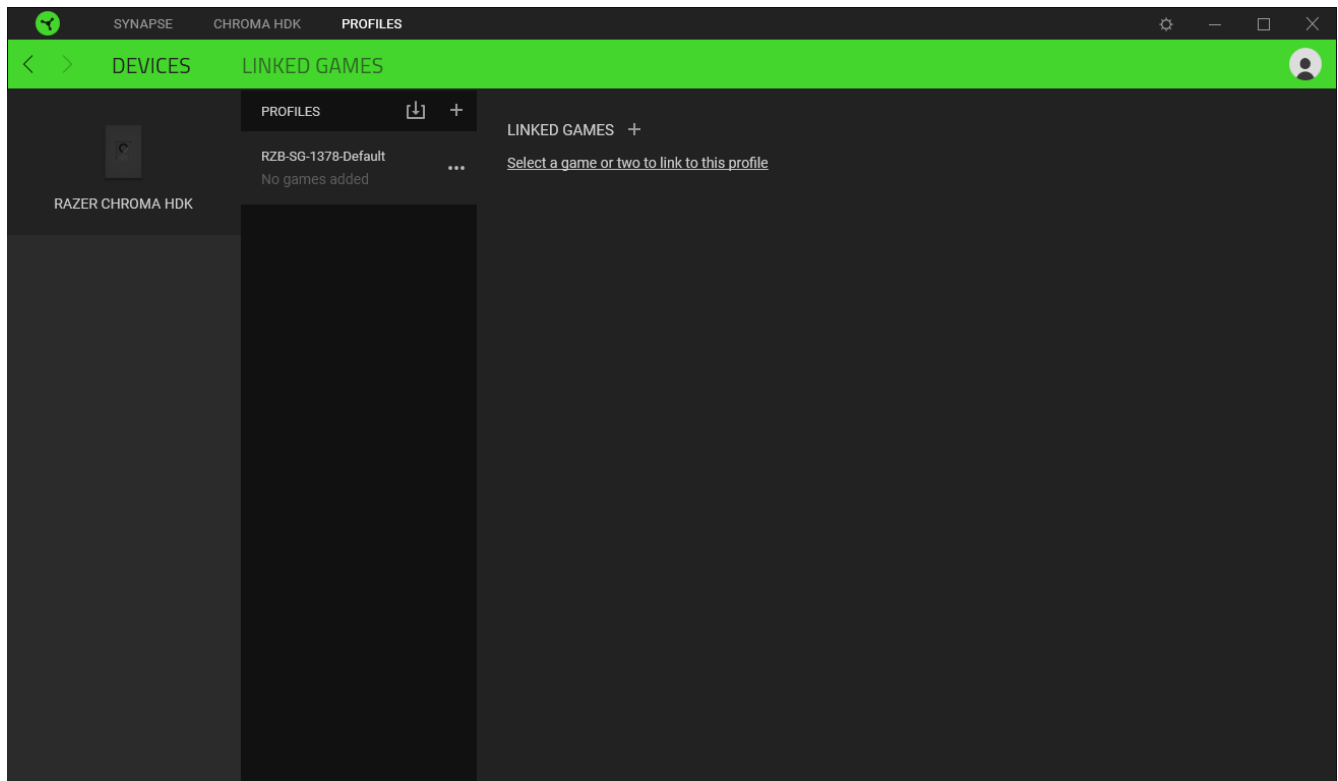 SYNAPSE CHROMA HDK PROFILES
DEVICES LINKED GAMES
RAZER CHROMA HDK
PROFILES
RZB-SG-1378-Default
No games added
LINKED GAMES
Select a game or two to link to this profile